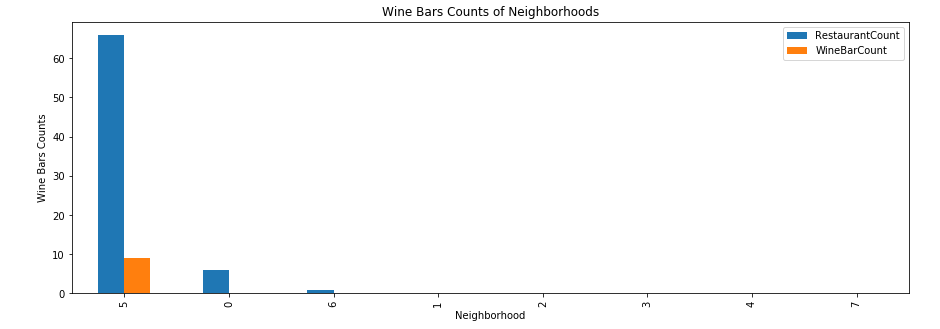 Wine Bars Counts of Neighborhoods
RestaurantCount
WineBarCount
60
50
40
30
20
10
0
Wine Bars Counts
5 0 6 1 2 3 4 7
Neighborhood